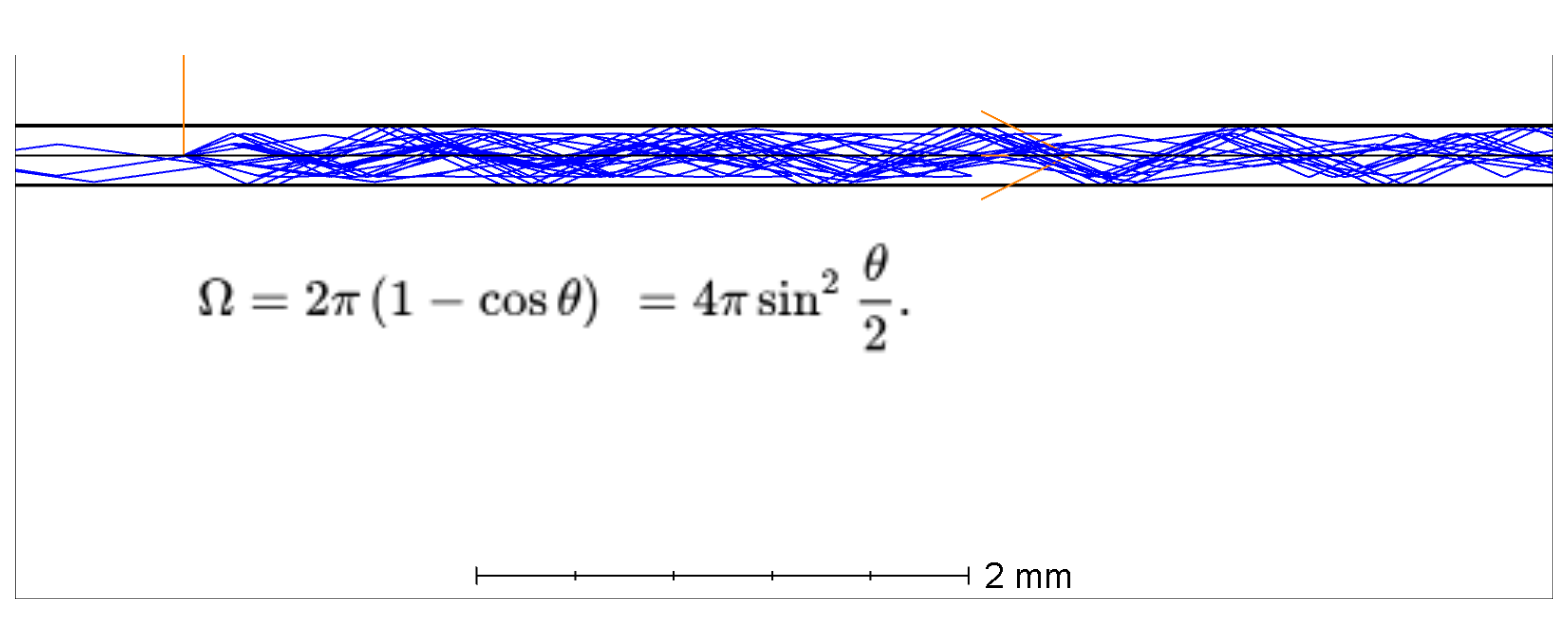 Ω = 2π (1 − cos θ) = 4π sin² θ/2.
2 mm